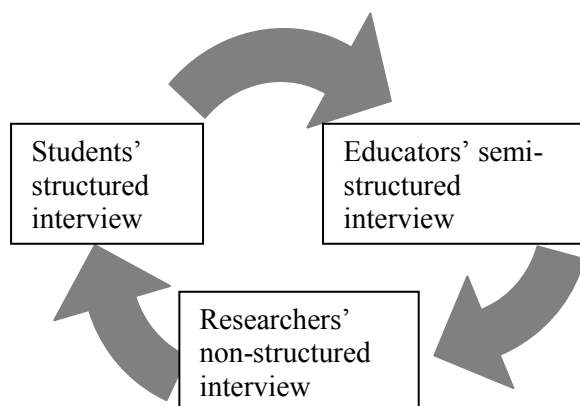 Students’
structured
interview
Educators’ semi-
structured
interview
Researchers’
non-structured
interview